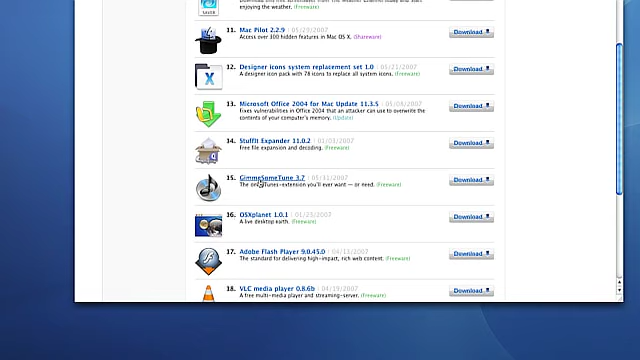 enjoying the weather. (Freeware)
11. Mac Pilot 2.2.9 | 05/29/2007
Access over 300 hidden features in Mac OS X. (Shareware)
Download
12. Designer icons system replacement set 1.0 | 05/21/2007
A designer icon pack with 78 icons to replace all system icons. (Freeware)
Download
13. Microsoft Office 2004 for Mac Update 11.3.5 | 05/08/2007
Fixes vulnerabilities in Office 2004 that an attacker can use to overwrite the
contents of your computer's memory. (Update)
Download
14. StuffIt Expander 11.0.2 | 01/03/2007
Free file expansion and decoding. (Freeware)
Download
15. GimmeSomeTune 3.7 | 05/31/2007
The only iTunes-extension you'll ever want — or need. (Freeware)
Download
16. OSXplanet 1.0.1 | 01/23/2007
A live desktop earth. (Freeware)
Download
17. Adobe Flash Player 9.0.45.0 | 04/13/2007
The standard for delivering high-impact, rich web content. (Freeware)
Download
18. VLC media player 0.8.6b | 04/19/2007
A free multi-media player and streaming-server. (Freeware)
Download